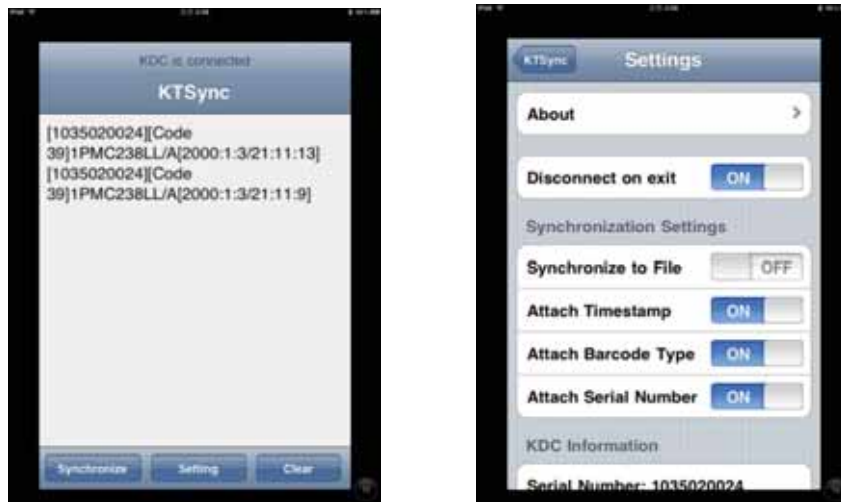 KDC is connected
KTSync
[1035020024][Code
39]1PMC238LL/A[2000:1:3/21:11:13]
[1035020024][Code
39]1PMC238LL/A[2000:1:3/21:11:9]
Synchronize
Setting
Clear
KTSync
Settings
About
Disconnect on exit
ON
Synchronization Settings
Synchronize to File
OFF
Attach Timestamp
ON
Attach Barcode Type
ON
Attach Serial Number
ON
KDC Information
Serial Number: 1035020024